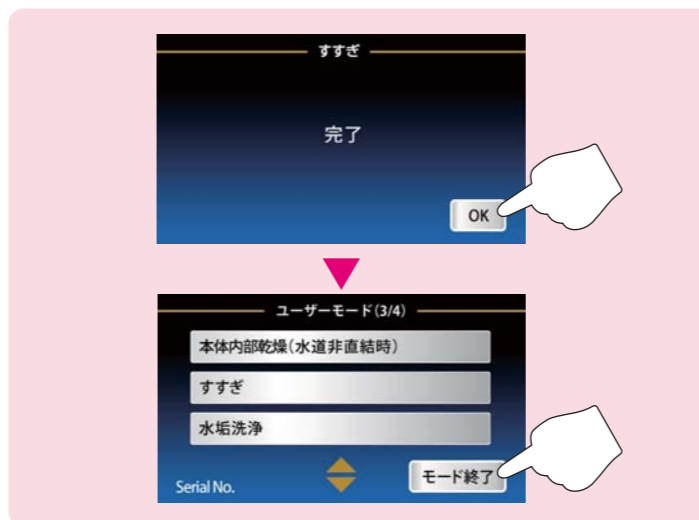 すすぎ
完了
OK
ユーザーモード(3/4)
本体内部乾燥(水道非直結時)
すすぎ
水垢洗浄
Serial No.
モード終了